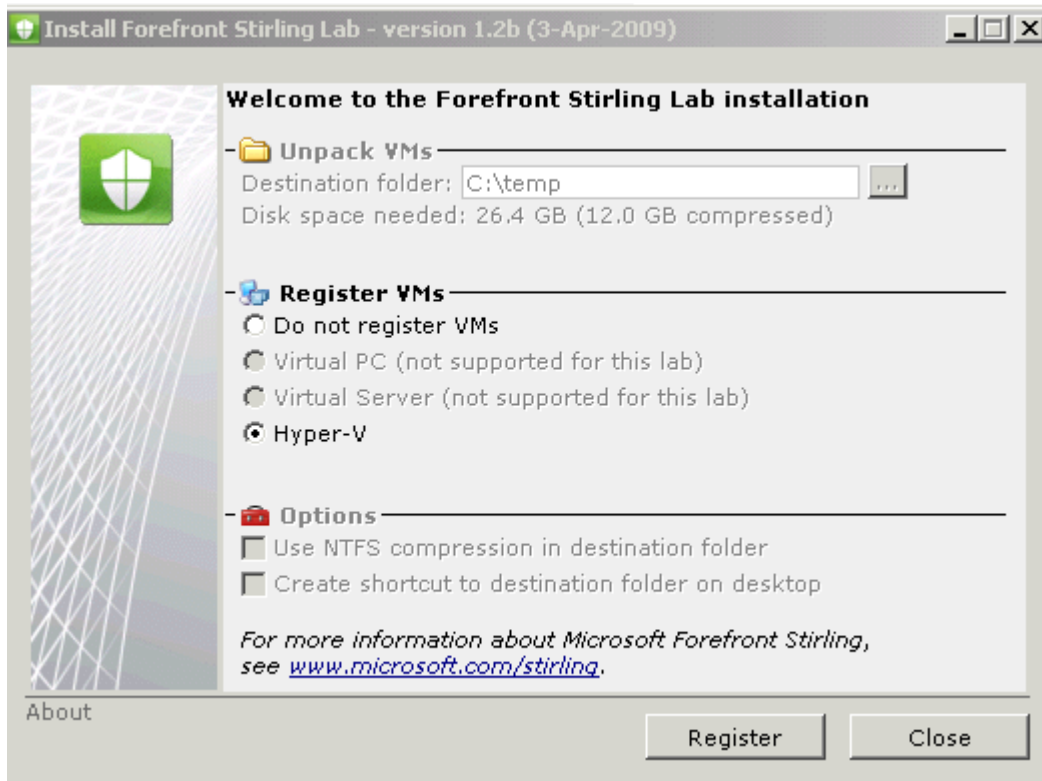 Install Forefront Stirling Lab - version 1.2b (3-Apr-2009)
Welcome to the Forefront Stirling Lab installation
Unpack VMs
Destination folder: C:\temp ...
Disk space needed: 26.4 GB (12.0 GB compressed)
Register VMs
Do not register VMs
Virtual PC (not supported for this lab)
Virtual Server (not supported for this lab)
Hyper-V
Options
Use NTFS compression in destination folder
Create shortcut to destination folder on desktop
For more information about Microsoft Forefront Stirling,
see www.microsoft.com/stirling.
About
Register Close